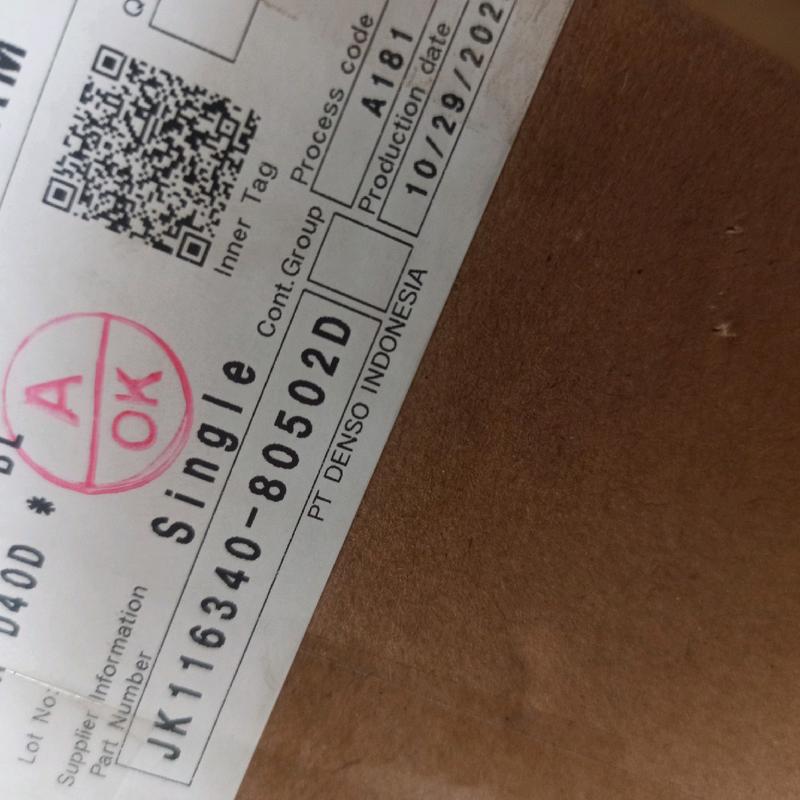 Inner Tag
Process code
A181
Production date
10/29/202
Cont.Group
A
OK
Single
D40D *
Lot No:
Supplier Information
Part Number
JK116340-80502D
PT DENSO INDONESIA